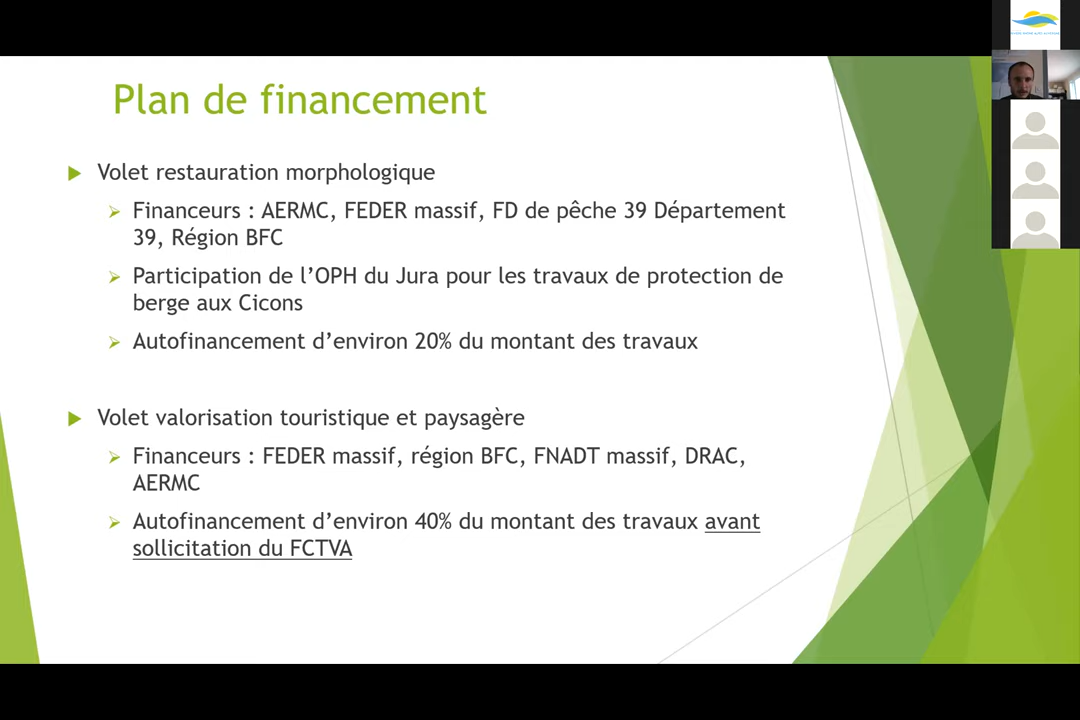 Plan de financement
Volet restauration morphologique
Financeurs : AERMC, FEDER massif, FD de pêche 39 Département
39, Région BFC
Participation de l’OPH du Jura pour les travaux de protection de
berge aux Cicons
Autofinancement d’environ 20% du montant des travaux
Volet valorisation touristique et paysagère
Financeurs : FEDER massif, région BFC, FNADT massif, DRAC,
AERMC
Autofinancement d’environ 40% du montant des travaux avant
sollicitation du FCTVA